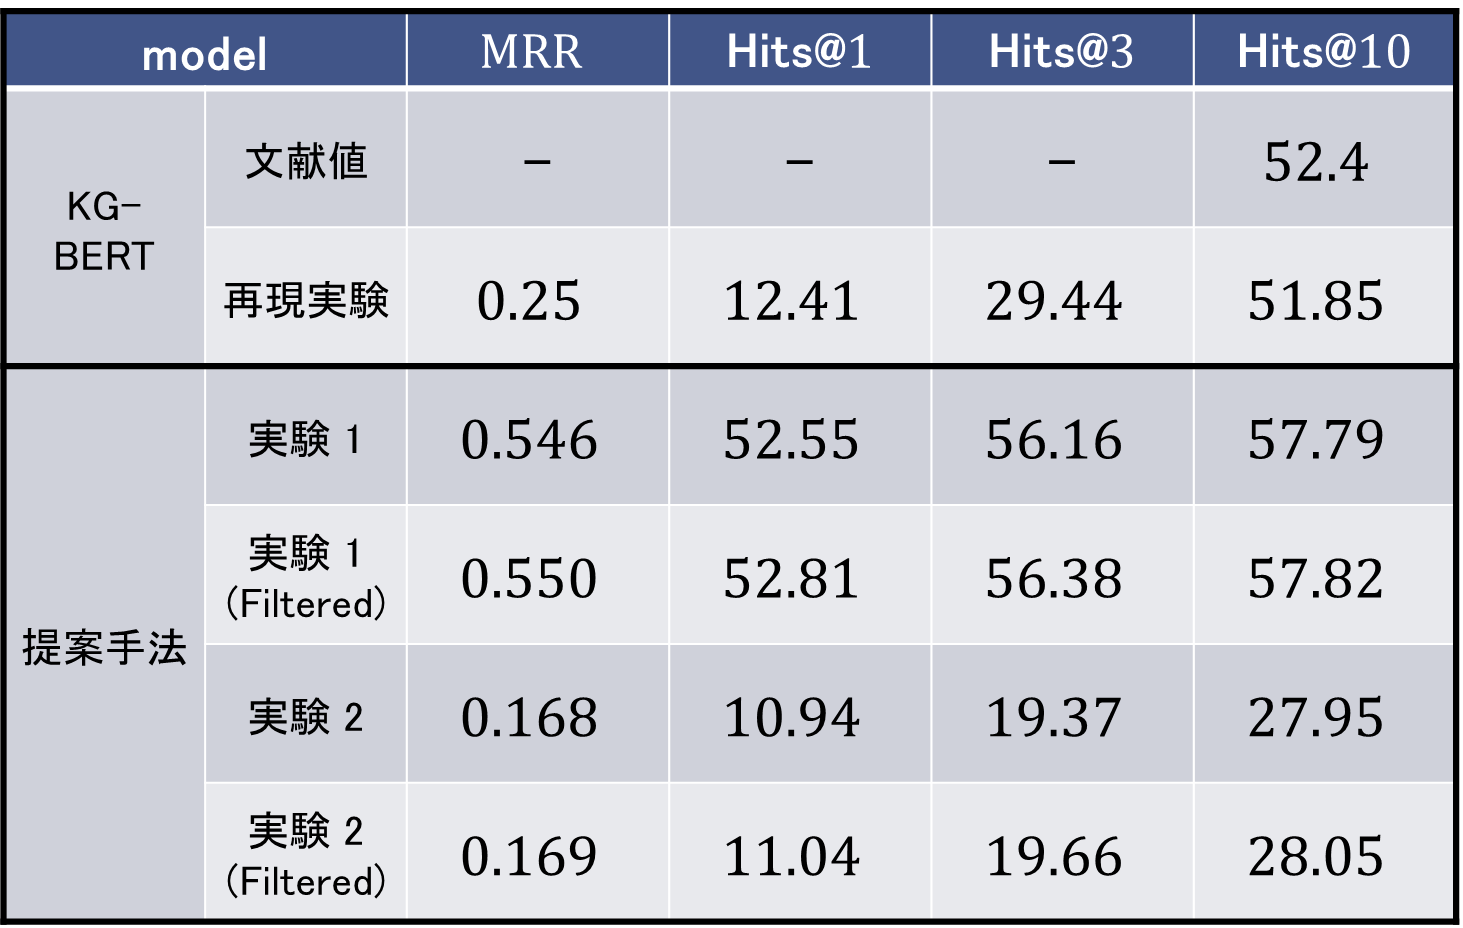 model MRR Hits@1 Hits@3 Hits@10
KG-
BERT
文献値 – – – 52.4
再現実験 0.25 12.41 29.44 51.85
提案手法
実験 1 0.546 52.55 56.16 57.79
実験 1
(Filtered) 0.550 52.81 56.38 57.82
実験 2 0.168 10.94 19.37 27.95
実験 2
(Filtered) 0.169 11.04 19.66 28.05